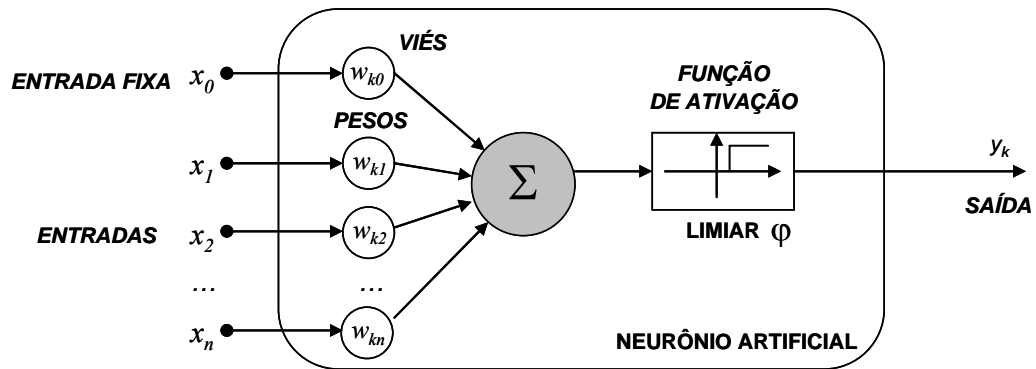 VIÉS
ENTRADA FIXA x0 wk0
FUNÇÃO
DE ATIVAÇÃO
PESOS
x1 wk1
Σ
yk
ENTRADAS x2 wk2
LIMIAR φ
SAÍDA
... ...
xn wkn
NEURÔNIO ARTIFICIAL